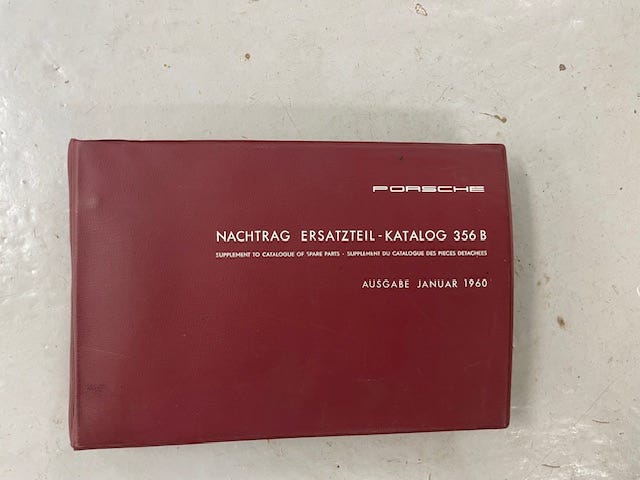 PORSCHE
NACHTRAG ERSATZTEIL-KATALOG 356 B
SUPPLEMENT TO CATALOGUE OF SPARE PARTS - SUPPLEMENT DU CATALOGUE DES PIECES DETACHEES
AUSGABE JANUAR 1960